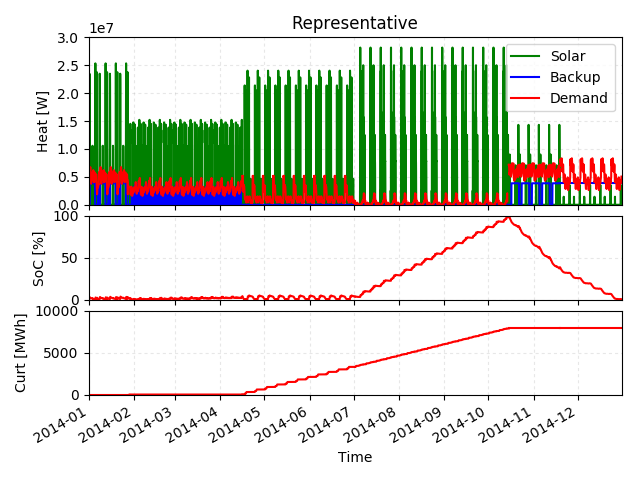 Representative
1e7
3.0
2.5
2.0
1.5
1.0
0.5
0.0
Heat [W]
Solar
Backup
Demand
100
50
0
SoC [%]
10000
5000
0
Curt [MWh]
2014-01
2014-02
2014-03
2014-04
2014-05
2014-06
2014-07
2014-08
2014-09
2014-10
2014-11
2014-12
Time